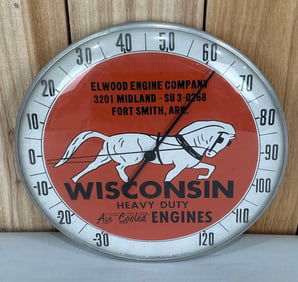 30 40 50 60
20 70
10 80
0 90
-10 100
-20 110
-30 120
ELWOOD ENGINE COMPANY
3201 MIDLAND - SU 3-0268
FORT SMITH, ARK.
WISCONSIN
HEAVY DUTY
Air Cooled ENGINES